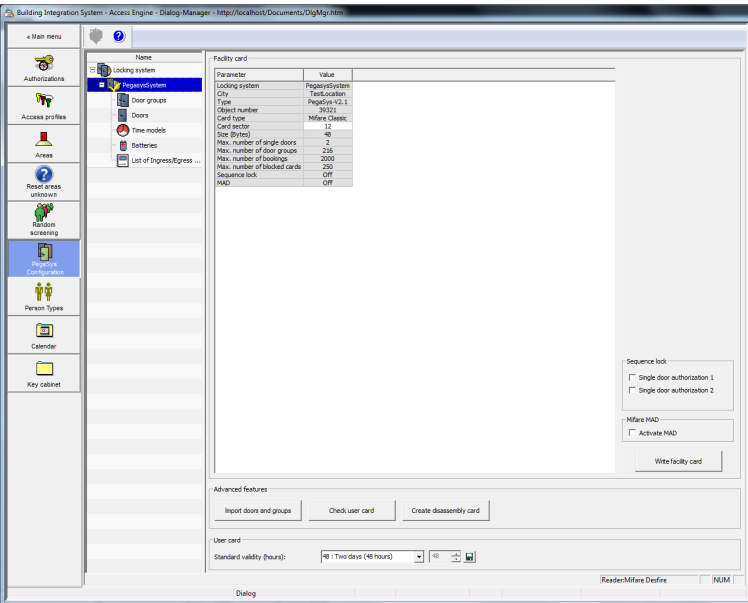 Building Integration System - Access Engine - Dialog-Manager - http://localhost/Documents/DlgMgr.htm
« Main menu
Authorizations
Access profiles
Areas
Reset areas
unknown
Random
screening
PegaSys
Configuration
Person Types
Calendar
Key cabinet
Name
Locking system
PegasysSystem
Door groups
Doors
Time models
Batteries
List of Ingress/Egress ...
Facility card
Parameter Value
Locking system PegasysSystem
City TestLocation
Type PegaSys-V2.1
Object number 39321
Card type Mifare Classic
Card sector 12
Size (Bytes) 48
Max. number of single doors 2
Max. number of door groups 216
Max. number of bookings 2000
Max. number of blocked cards 250
Sequence lock Off
MAD Off
Sequence lock
Single door authorization 1
Single door authorization 2
Mifare MAD
Activate MAD
Write facility card
Advanced features
Import doors and groups Check user card Create disassembly card
User card
Standard validity (hours): 48 : Two days (48 hours) 48
Reader:Mifare Desfire NUM
Dialog